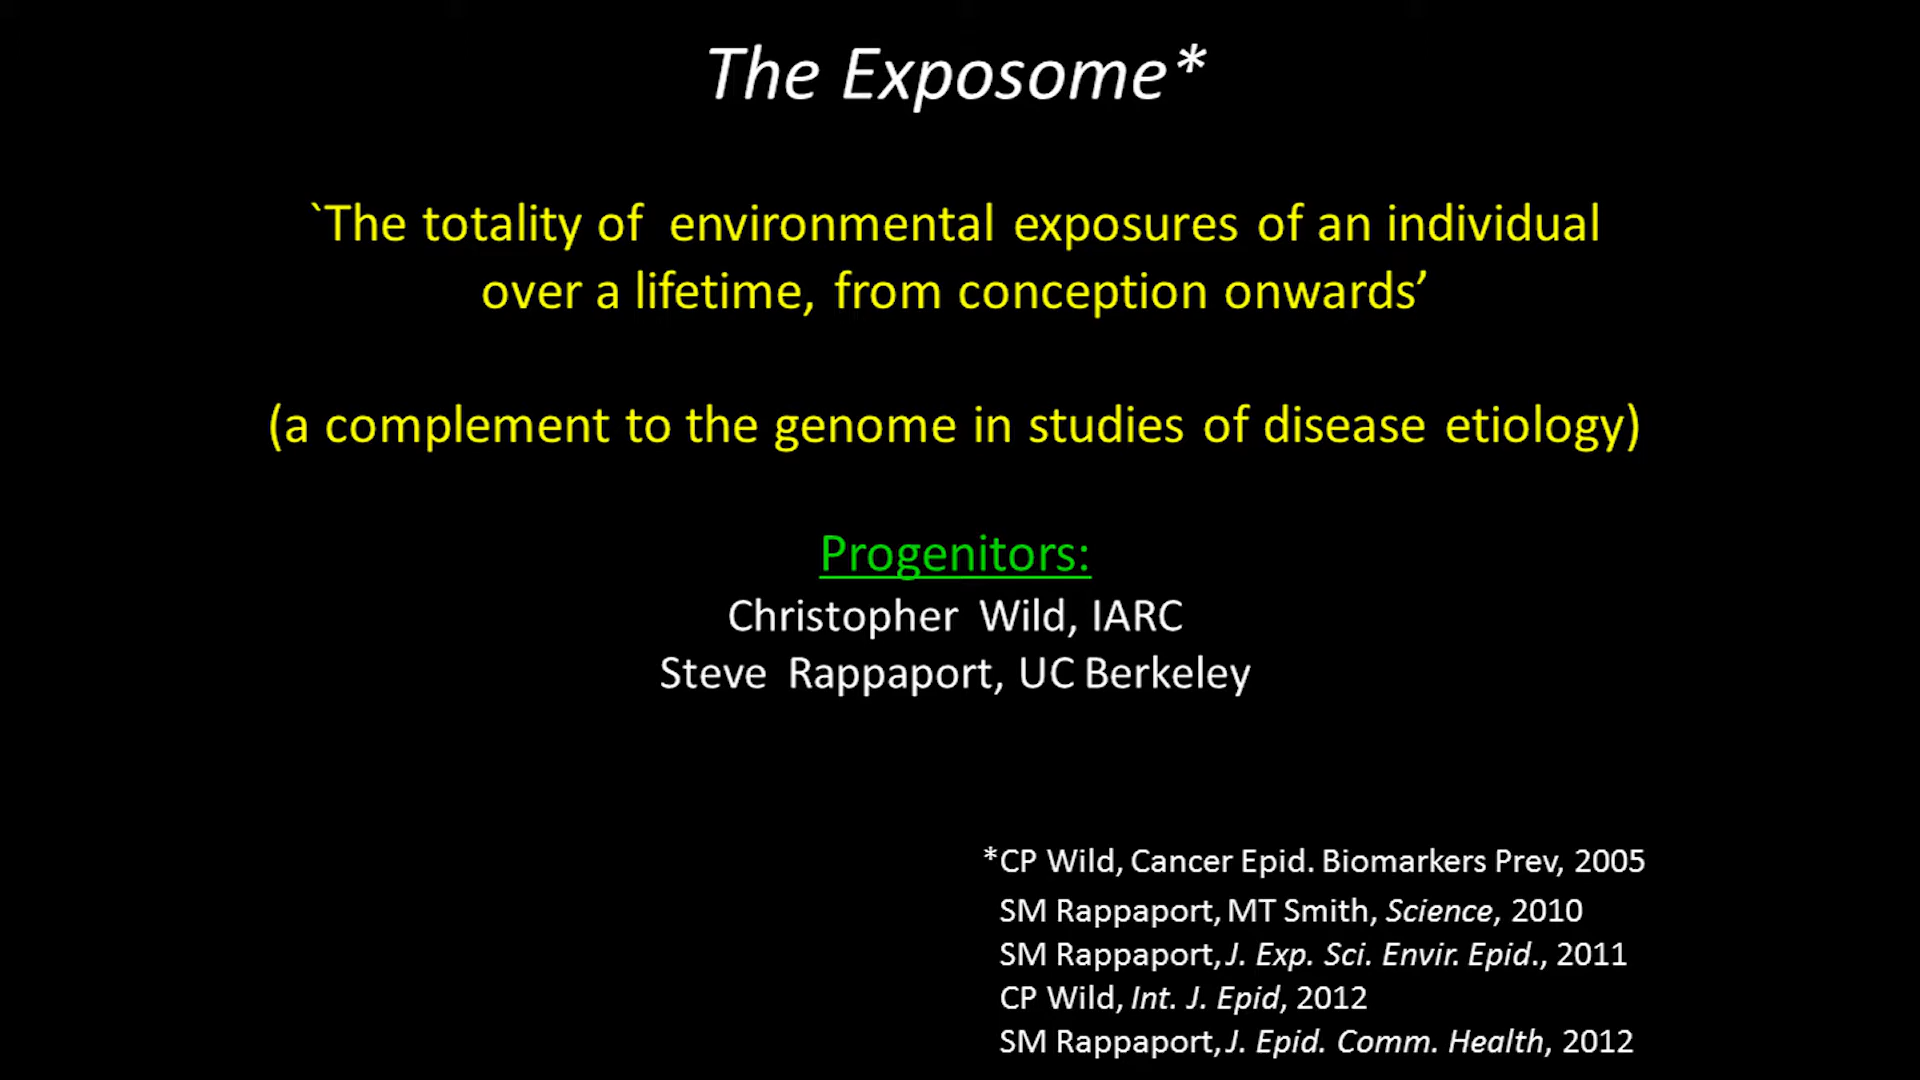 The Exposome*
`The totality of environmental exposures of an individual
over a lifetime, from conception onwards’
(a complement to the genome in studies of disease etiology)
Progenitors:
Christopher Wild, IARC
Steve Rappaport, UC Berkeley
*CP Wild, Cancer Epid. Biomarkers Prev, 2005
SM Rappaport, MT Smith, Science, 2010
SM Rappaport, J. Exp. Sci. Envir. Epid., 2011
CP Wild, Int. J. Epid, 2012
SM Rappaport, J. Epid. Comm. Health, 2012